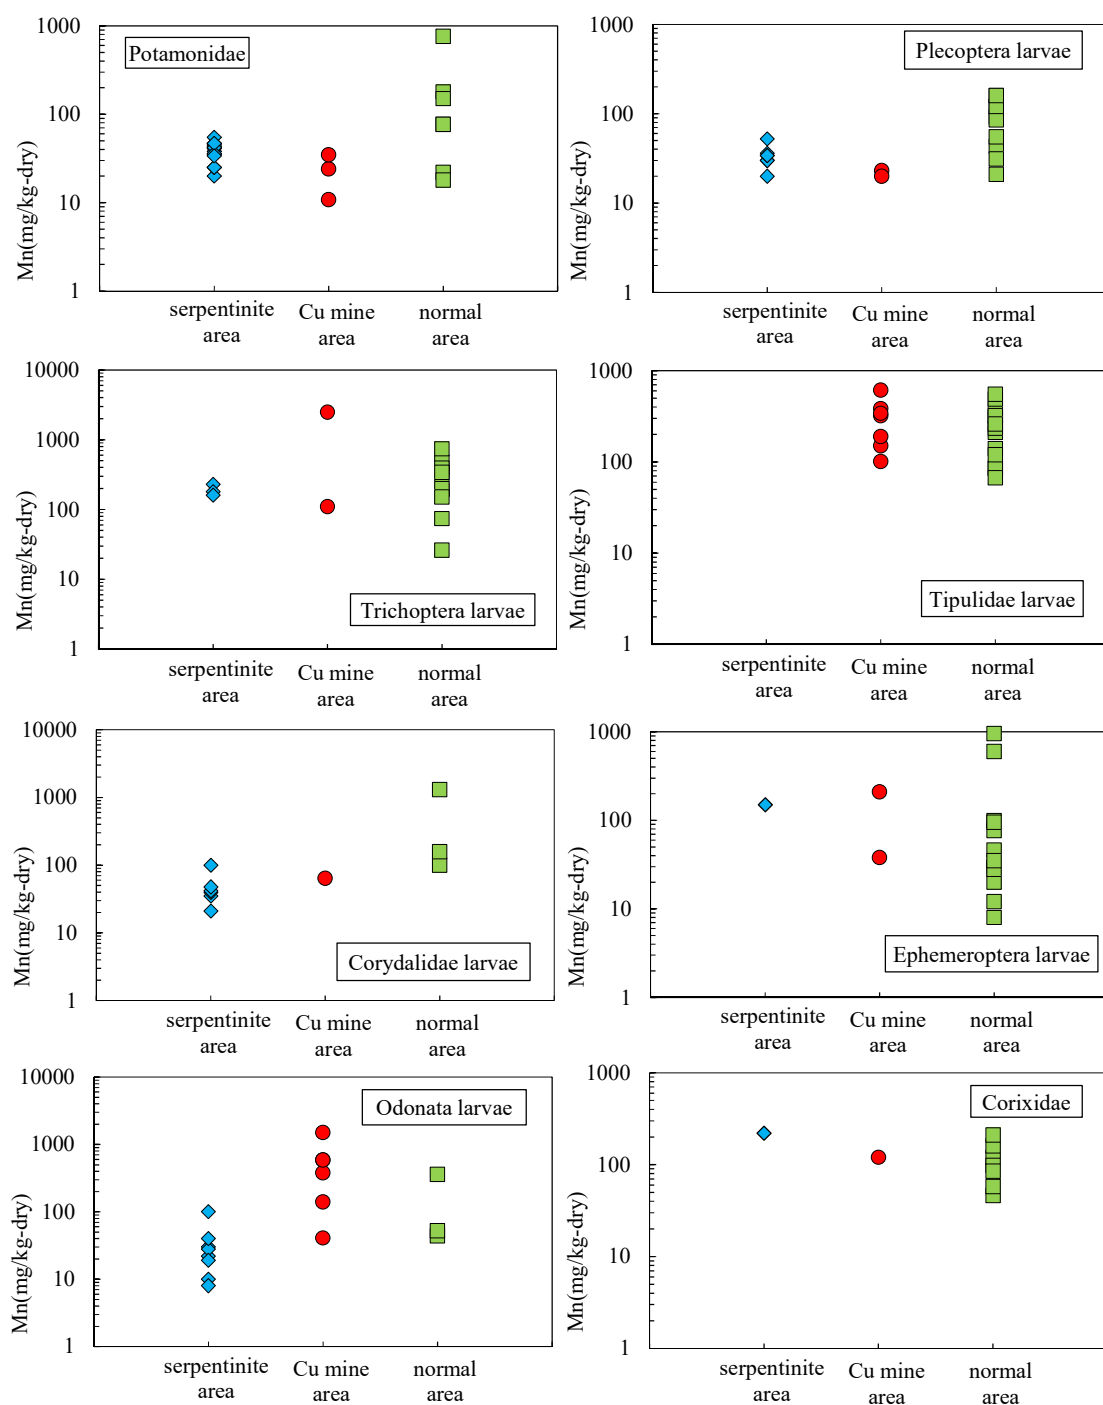 Potamonidae
Mn(mg/kg-dry)
1000
100
10
1
serpentinite
area
Cu mine
area
normal
area
Plecoptera larvae
Mn(mg/kg-dry)
1000
100
10
1
serpentinite
area
Cu mine
area
normal
area
Trichoptera larvae
Mn(mg/kg-dry)
10000
1000
100
10
1
serpentinite
area
Cu mine
area
normal
area
Tipulidae larvae
Mn(mg/kg-dry)
1000
100
10
1
serpentinite
area
Cu mine
area
normal
area
Corydalidae larvae
Mn(mg/kg-dry)
10000
1000
100
10
1
serpentinite
area
Cu mine
area
normal
area
Ephemeroptera larvae
Mn(mg/kg-dry)
1000
100
10
1
serpentinite
area
Cu mine
area
normal
area
Odonata larvae
Mn(mg/kg-dry)
10000
1000
100
10
1
serpentinite
area
Cu mine
area
normal
area
Corixidae
Mn(mg/kg-dry)
1000
100
10
1
serpentinite
area
Cu mine
area
normal
area